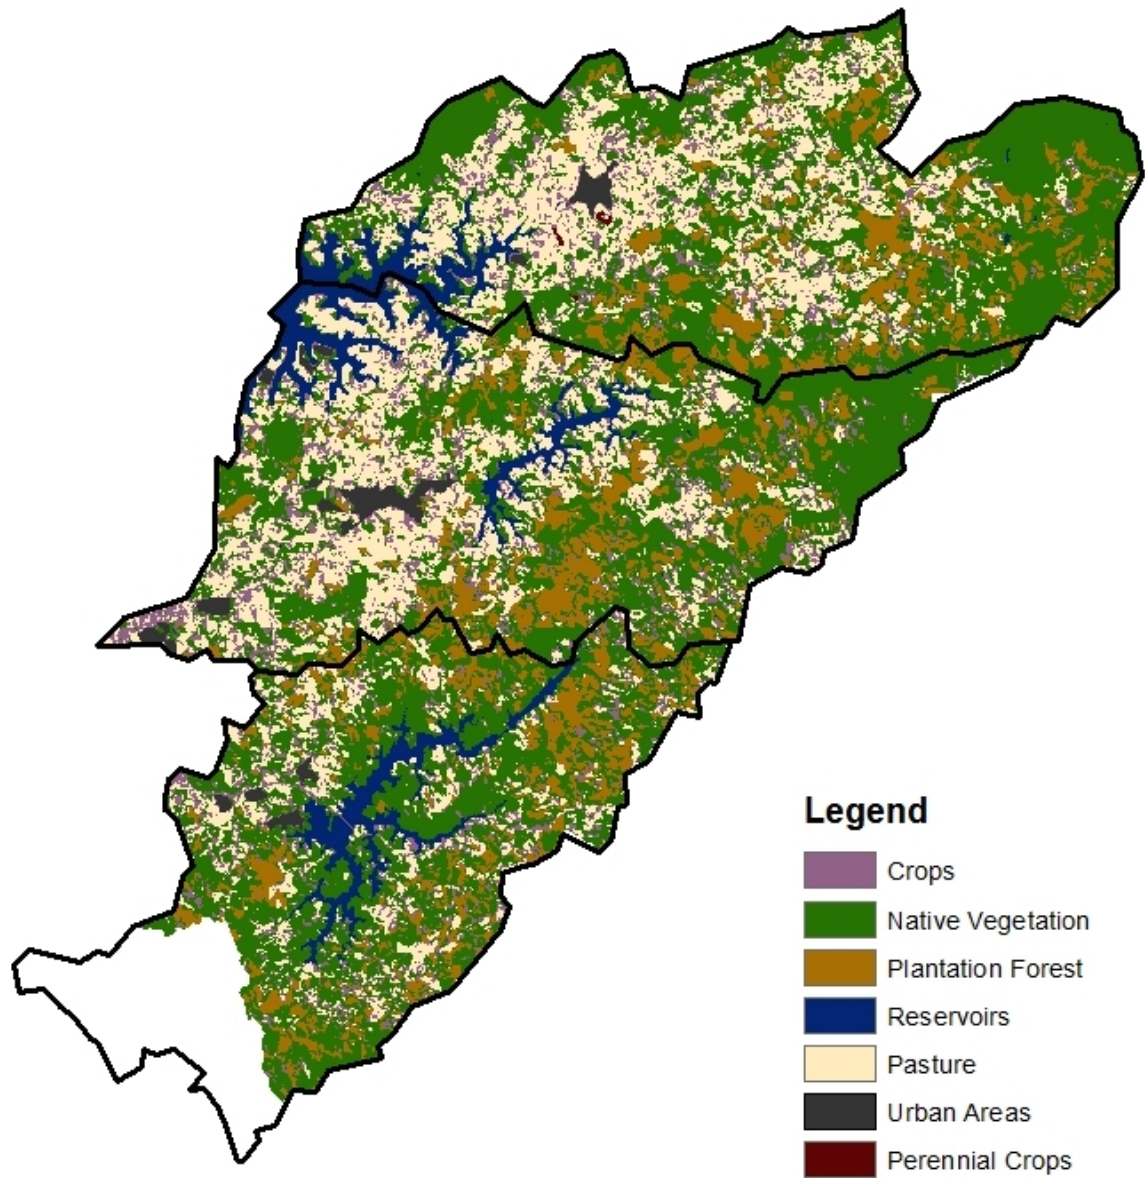 Legend
Crops
Native Vegetation
Plantation Forest
Reservoirs
Pasture
Urban Areas
Perennial Crops